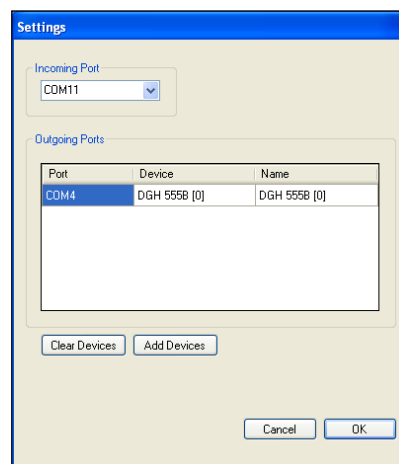 Settings
Incoming Port
COM11
Outgoing Ports
Port Device Name
COM4 DGH 555B [0] DGH 555B [0]
Clear Devices Add Devices
Cancel OK